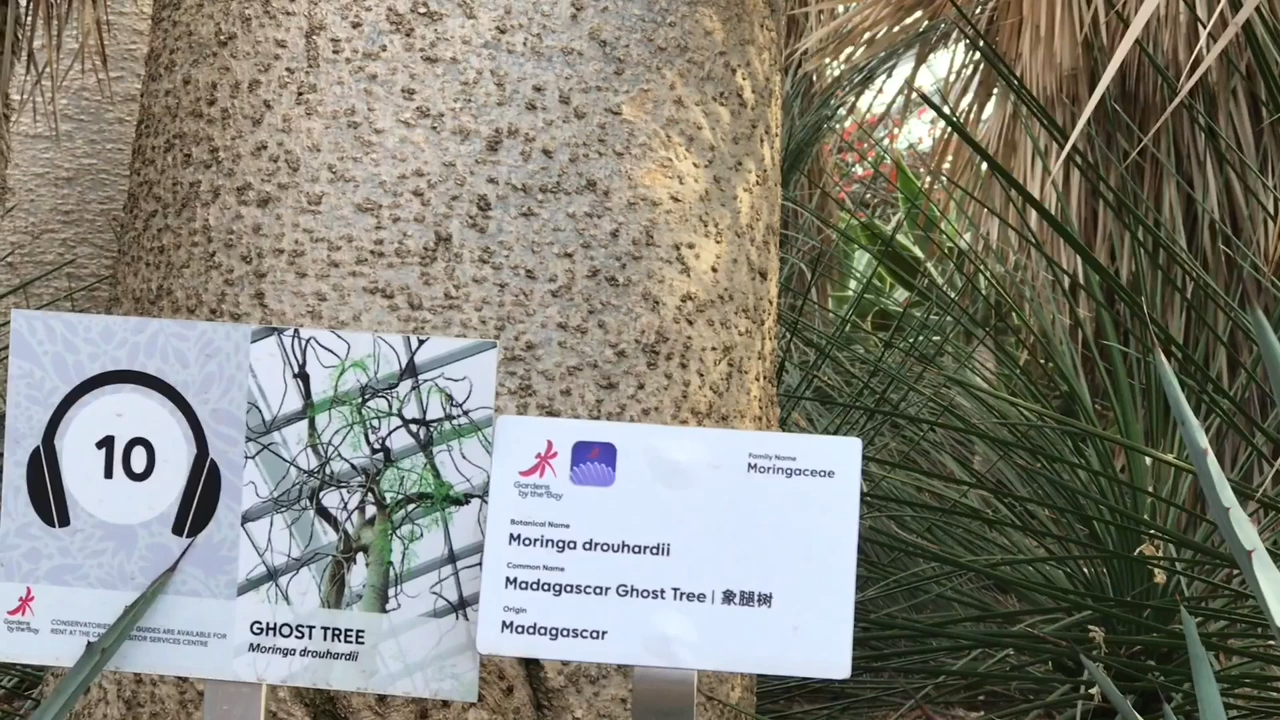 10
Gardens
by the Bay
CONSERVATORIES GUIDES ARE AVAILABLE FOR
RENT AT THE VISITOR SERVICES CENTRE
GHOST TREE
Moringa drouhardii
Gardens
by the Bay
Family Name
Moringaceae
Botanical Name
Moringa drouhardii
Common Name
Madagascar Ghost Tree | 象腿树
Origin
Madagascar